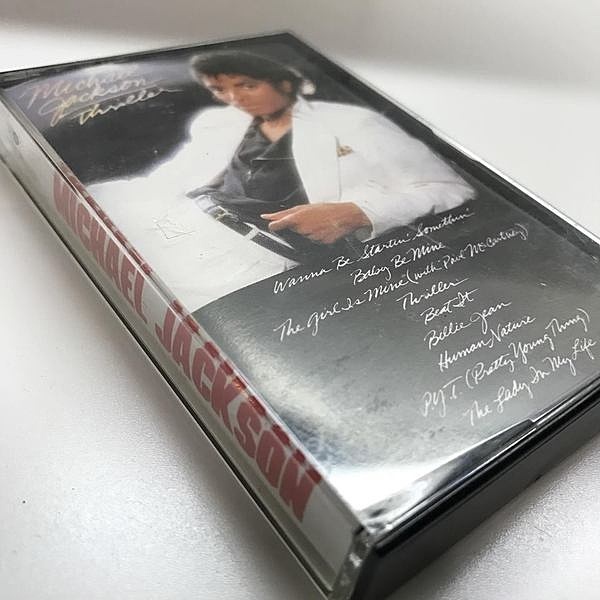 Michael
Jackson
Thriller
Wanna Be Startin' Somethin'
Baby Be Mine
The Girl Is Mine (with Paul McCartney)
Thriller
Beat It
Billie Jean
Human Nature
P.Y.T. (Pretty Young Thing)
The Lady In My Life
MICHAEL JACKSON